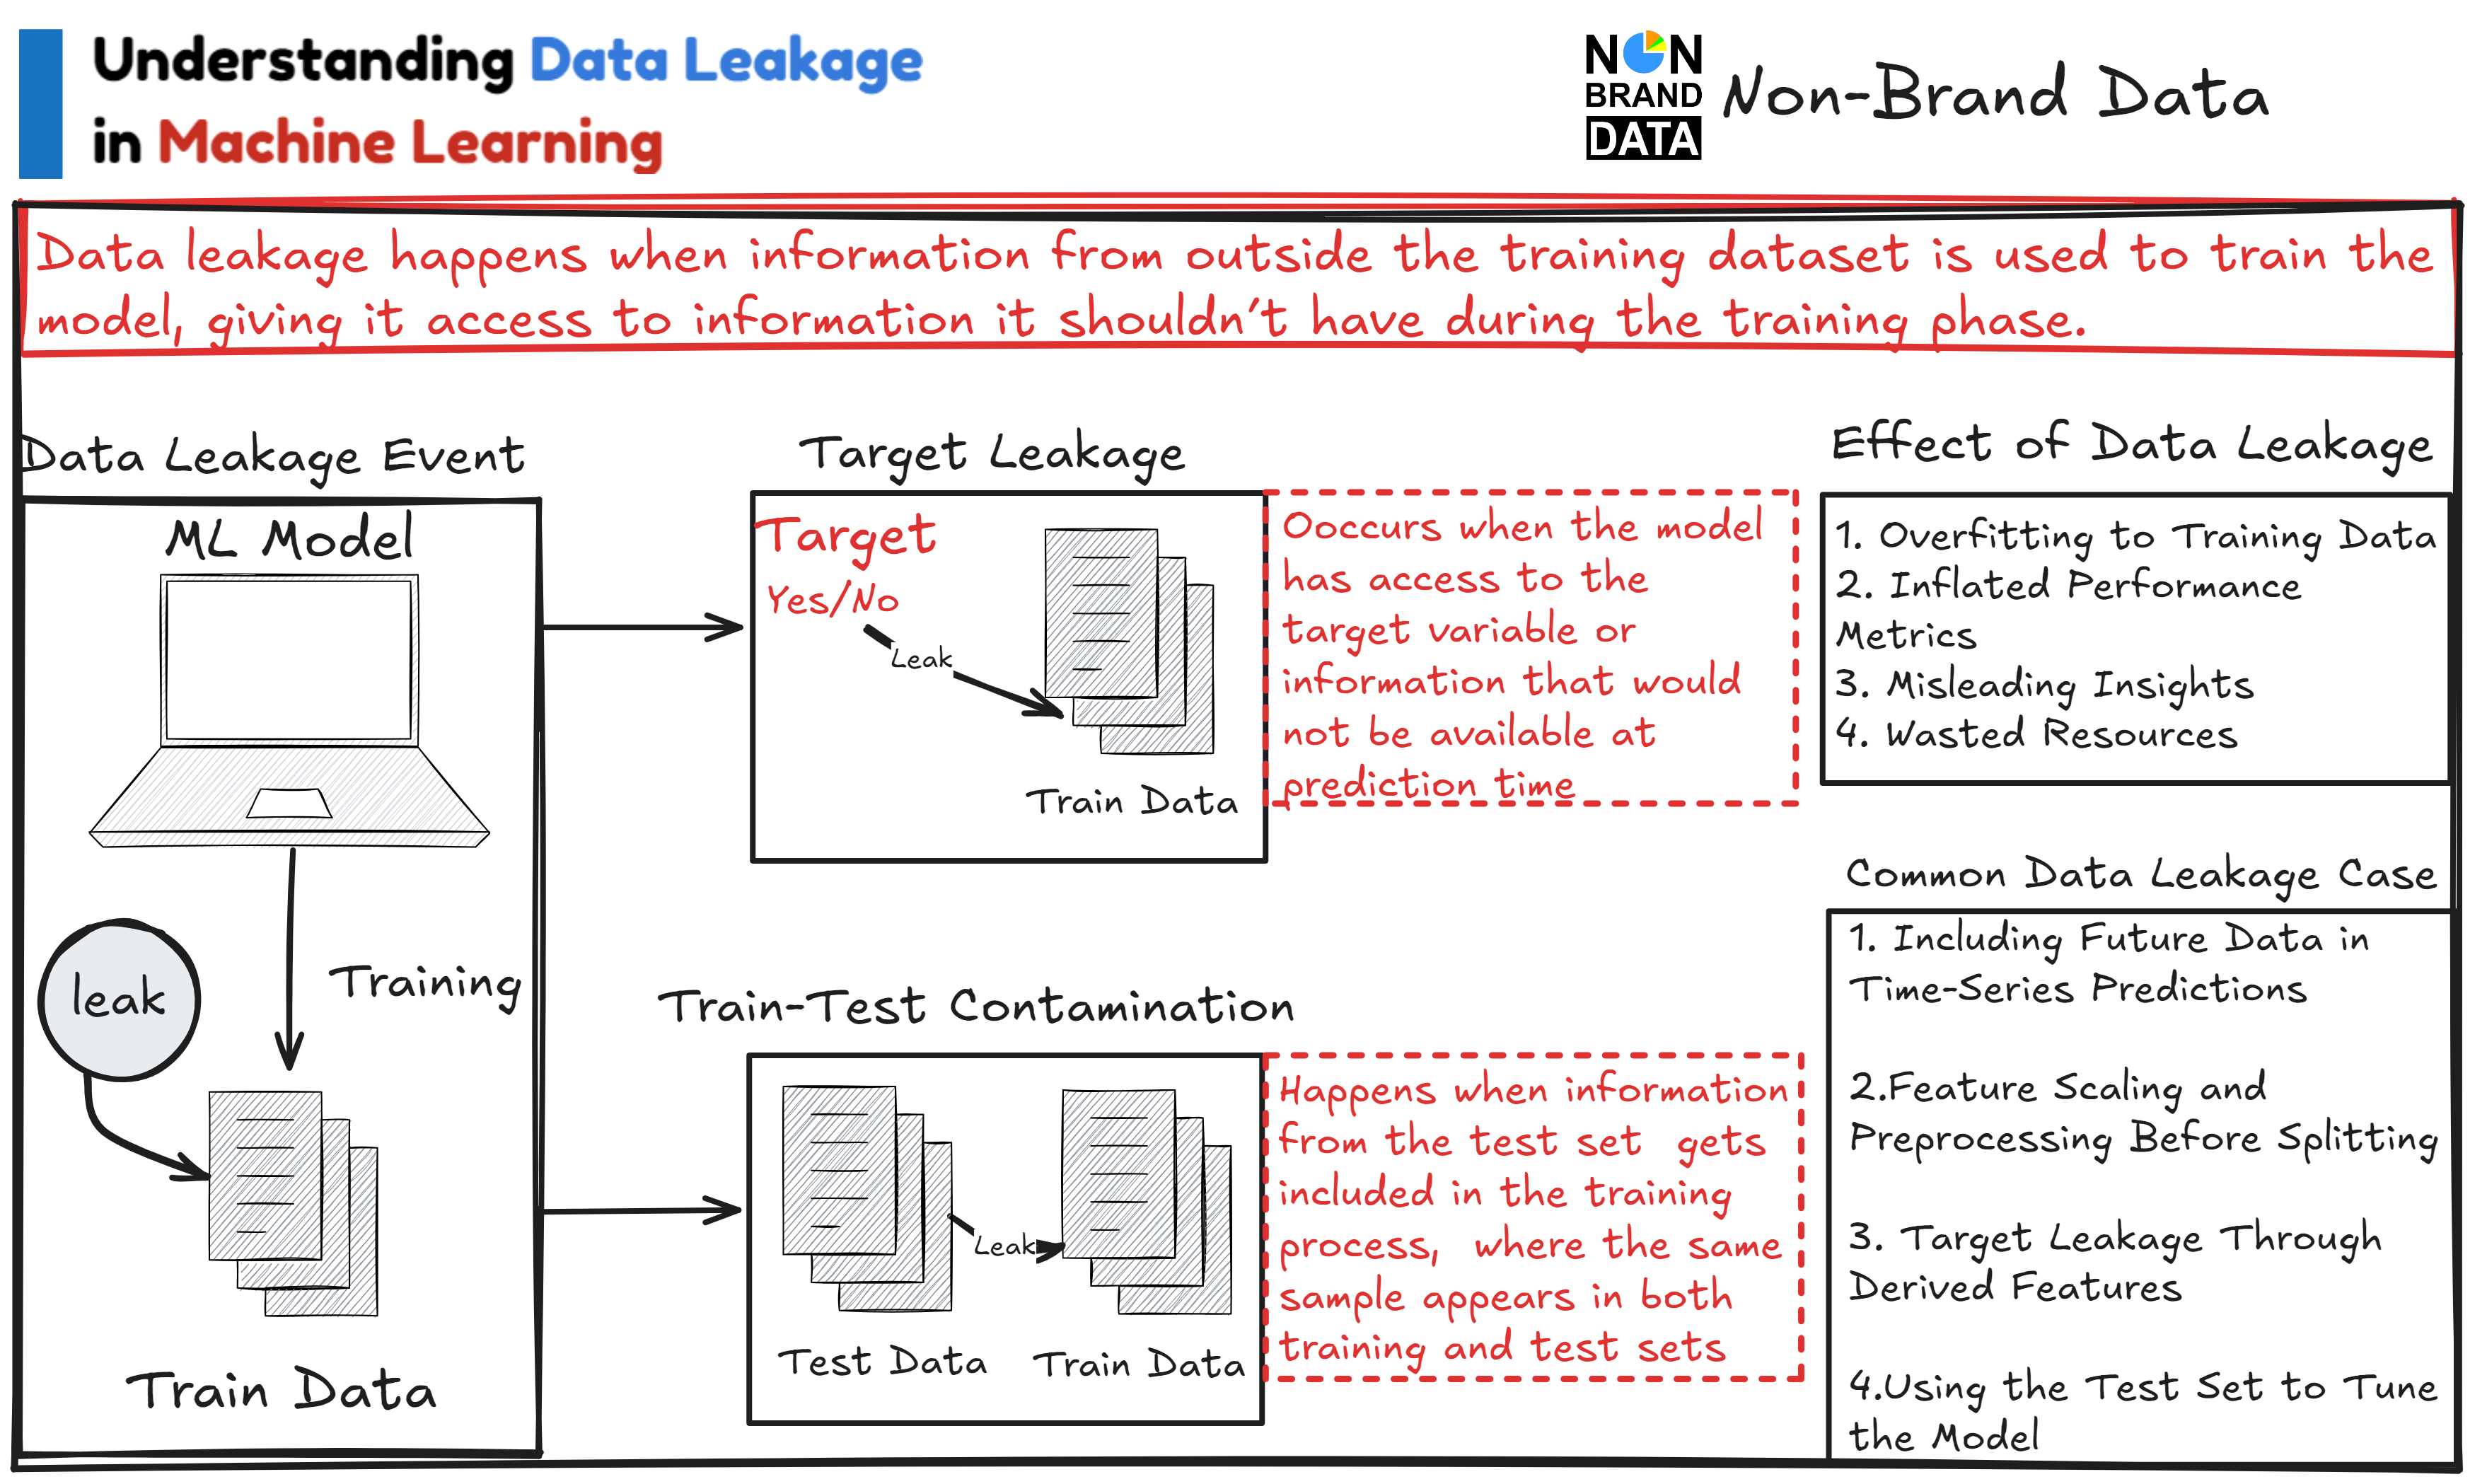 Understanding Data Leakage
in Machine Learning
NON
BRAND
DATA
Non-Brand Data
Data leakage happens when information from outside the training dataset is used to train the
model, giving it access to information it shouldn't have during the training phase.
Data Leakage Event
ML Model
leak
Training
Train Data
Target Leakage
Target
Yes/No
Leak
Train Data
Ooccurs when the model
has access to the
target variable or
information that would
not be available at
prediction time
Train-Test Contamination
Leak
Test Data
Train Data
Happens when information
from the test set gets
included in the training
process, where the same
sample appears in both
training and test sets
Effect of Data Leakage
1. Overfitting to Training Data
2. Inflated Performance
Metrics
3. Misleading Insights
4. Wasted Resources
Common Data Leakage Case
1. Including Future Data in
Time-Series Predictions
2.Feature Scaling and
Preprocessing Before Splitting
3. Target Leakage Through
Derived Features
4.Using the Test Set to Tune
the Model